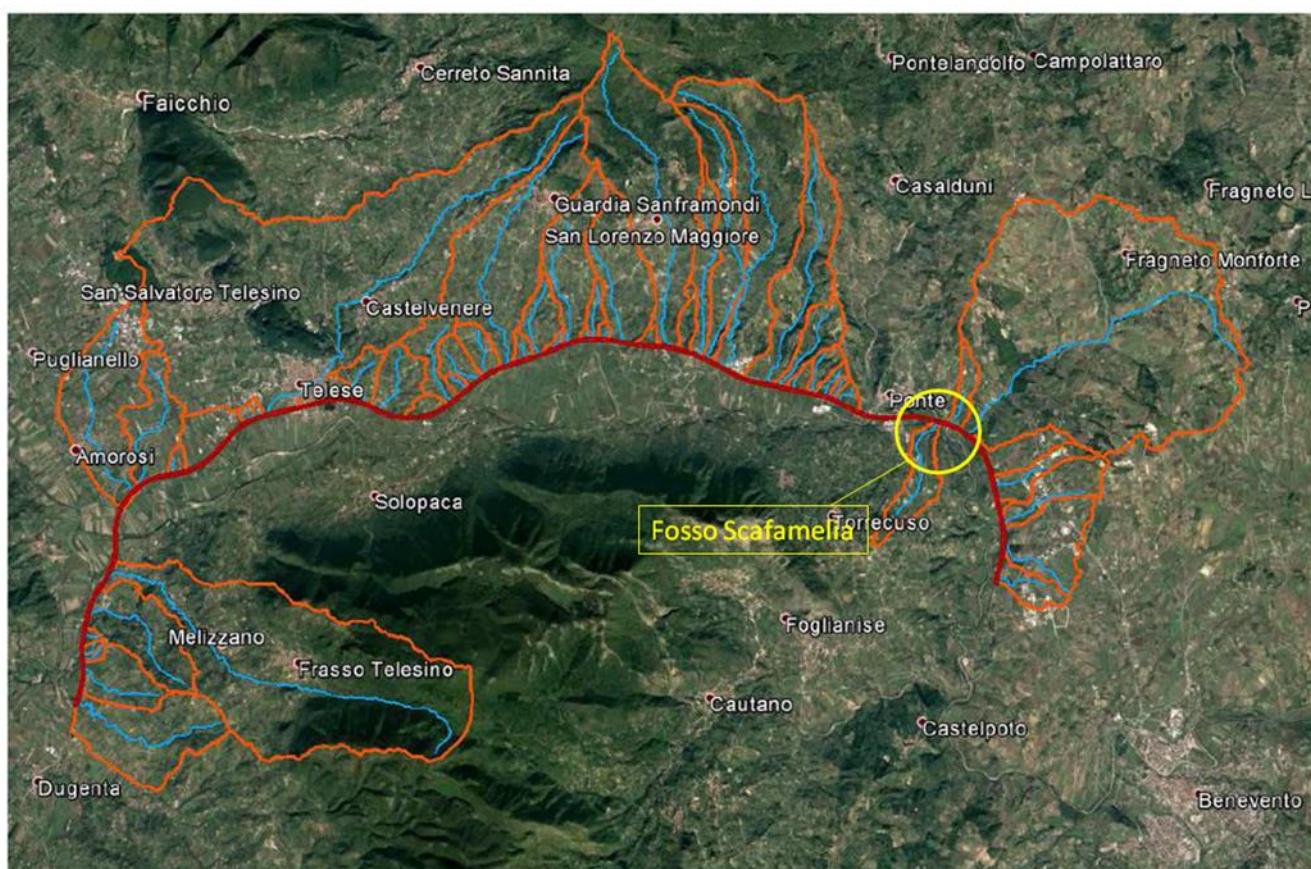 Cerreto Sannita
Pontelandolfo
Campolattaro
Faicchio
Casalduni
Fragneto L
Guardia Sanframondi
San Lorenzo Maggiore
Fragneto Monforte
San Salvatore Telesino
Castelvenere
P
Puglianello
Telese
Ponte
Amorosi
Solopaca
Fosso Scafamelia
Torrecuso
Foglianise
Melizzano
Frasso Telesino
Cautano
Castelpoto
Dugenta
Benevento